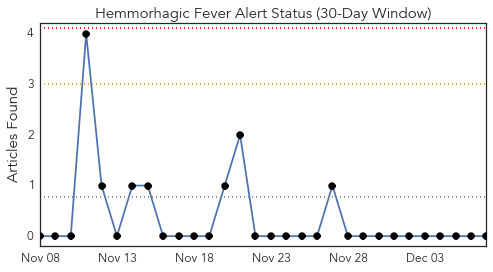 Hemmorhagic Fever Alert Status (30-Day Window)
Articles Found
4
3
2
1
0
Nov 08 Nov 13 Nov 18 Nov 23 Nov 28 Dec 03